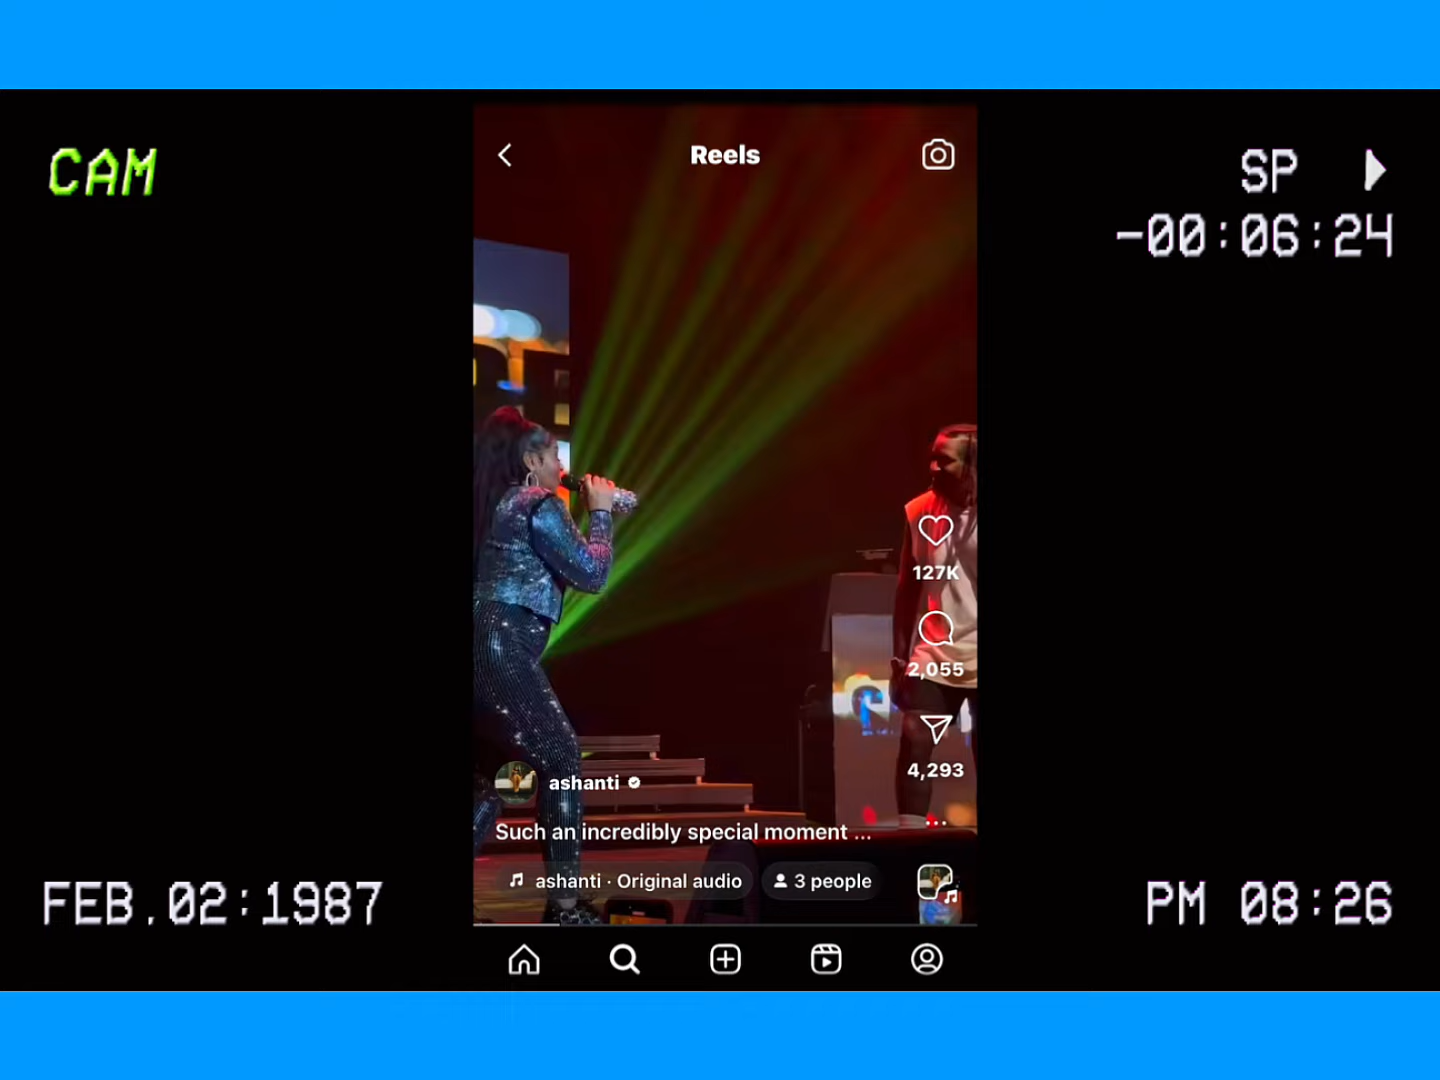 CAM
SP
-00:06:24
Reels
127K
2,055
4,293
ashanti
Such an incredibly special moment ...
ashanti · Original audio
3 people
FEB.02:1987
PM 08:26